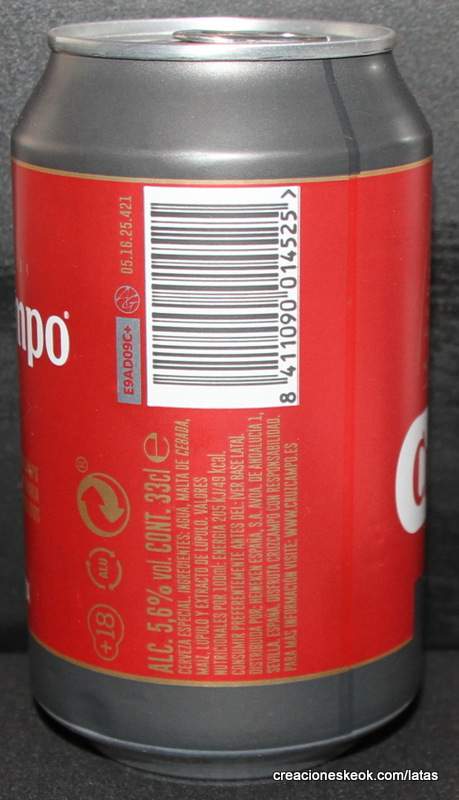 mpo®
05.16.25.421
E9AD09C+
8 411090 014525 >
®
ALU
+18
ALC. 5,6% vol. CONT. 33cl e
CERVEZA ESPECIAL. INGREDIENTES: AGUA, MALTA DE CEBADA,
MAÍZ, LÚPULO Y EXTRACTO DE LÚPULO. VALORES
NUTRICIONALES POR 100ml: ENERGÍA 205 kJ/49 kcal.
CONSUMIR PREFERENTEMENTE ANTES DEL: (VER BASE LATA).
DISTRIBUIDA POR: HEINEKEN ESPAÑA, S.A. AVDA. DE ANDALUCÍA 1,
SEVILLA, ESPAÑA. DISFRUTA CRUZCAMPO CON RESPONSABILIDAD.
PARA MÁS INFORMACIÓN VISITE: WWW.CRUZCAMPO.ES
creacioneskeok.com/latas